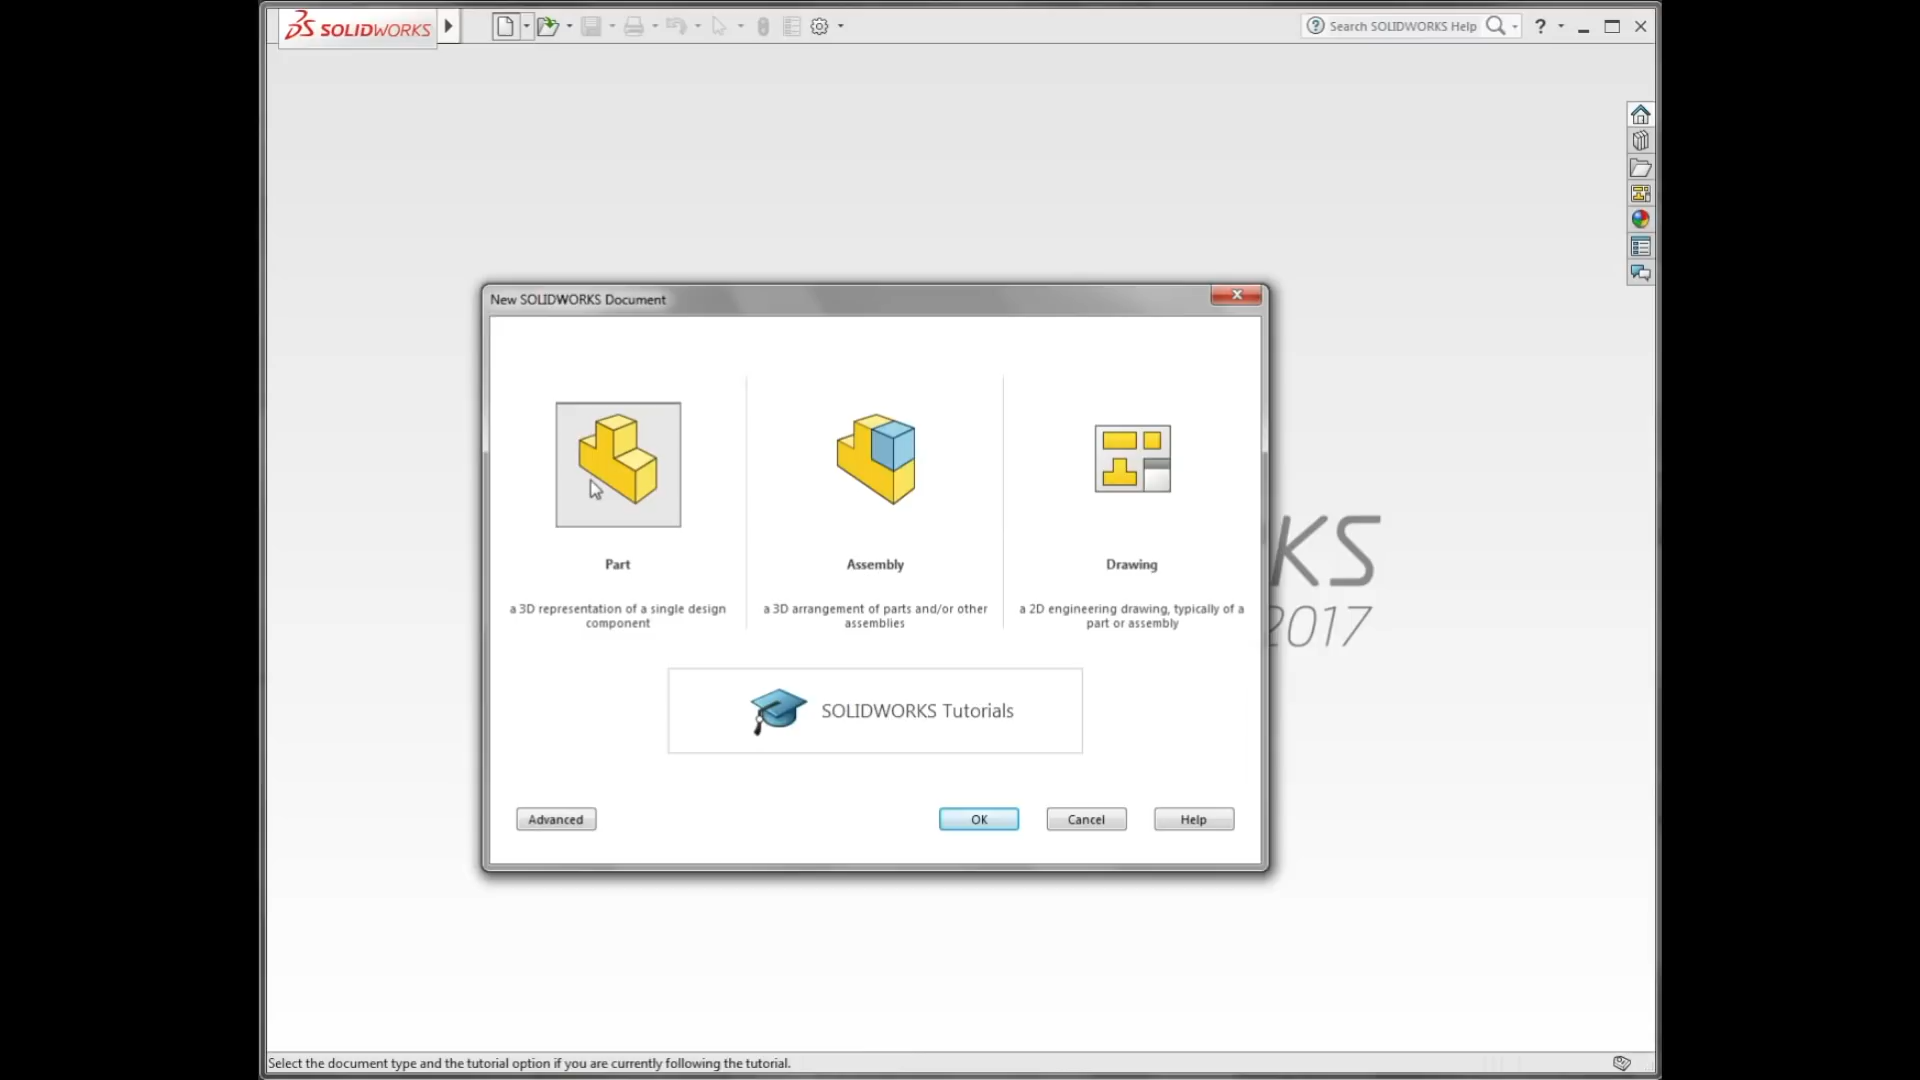 SOLIDWORKS
Search SOLIDWORKS Help
?
New SOLIDWORKS Document
Part
Assembly
Drawing
a 3D representation of a single design
component
a 3D arrangement of parts and/or other
assemblies
a 2D engineering drawing, typically of a
part or assembly
KS
2017
SOLIDWORKS Tutorials
Advanced
OK
Cancel
Help
Select the document type and the tutorial option if you are currently following the tutorial.